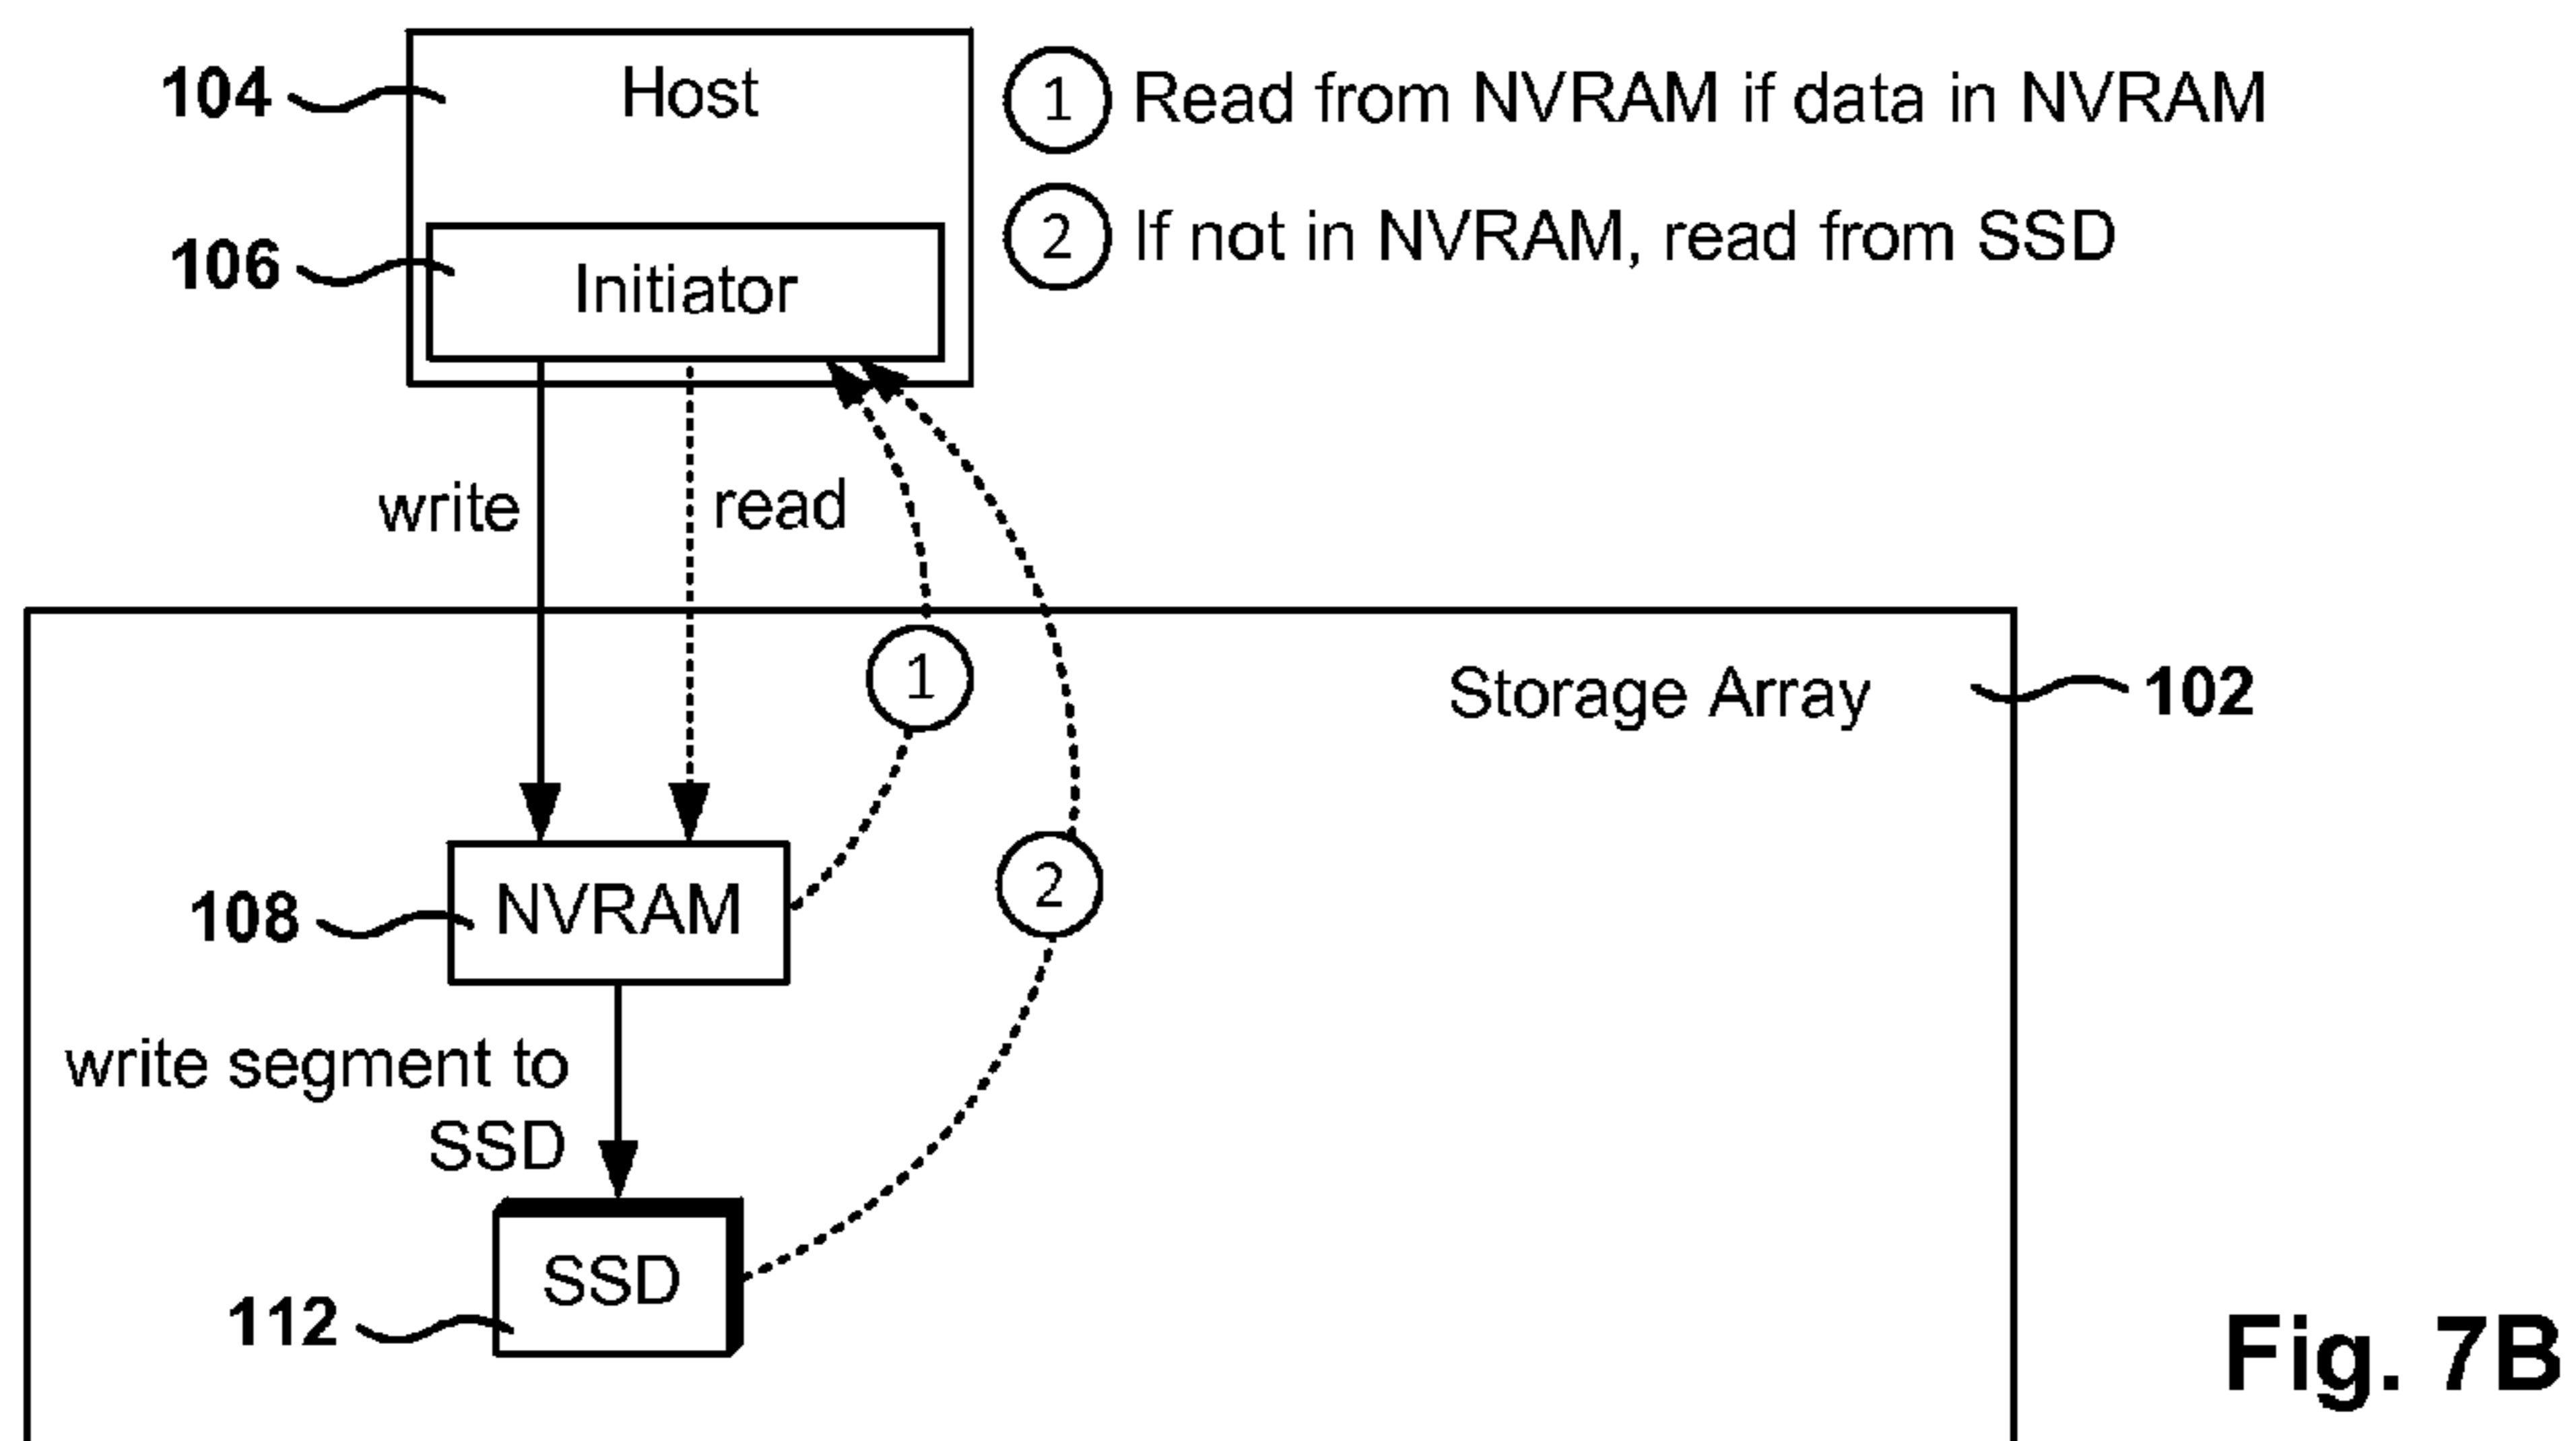 104
Host
① Read from NVRAM if data in NVRAM
106
Initiator
② If not in NVRAM, read from SSD
write
read
①
Storage Array
102
②
108
NVRAM
write segment to
SSD
SSD
112
Fig. 7B